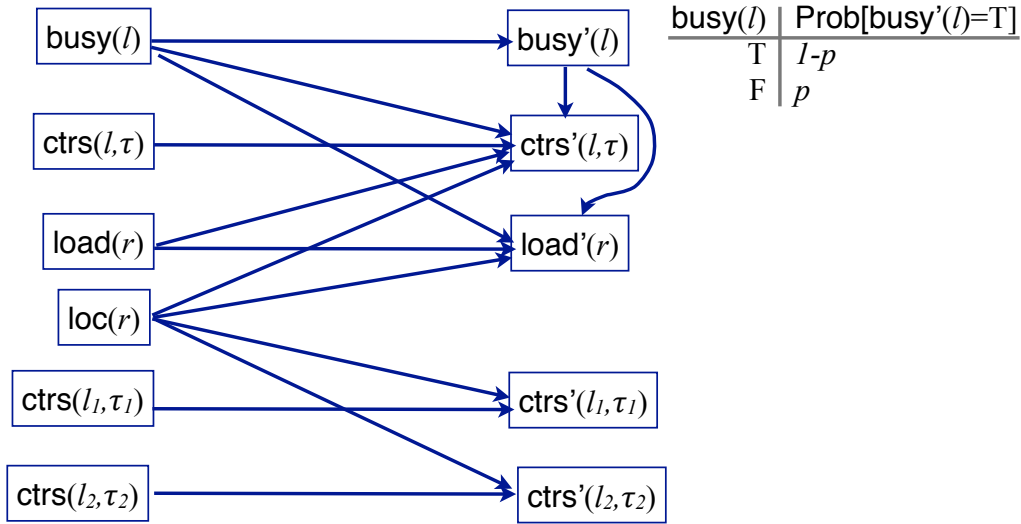 busy(l)
busy’(l)
busy(l) Prob[busy’(l)=T]
T 1-p
F p
ctrs(l,τ)
ctrs’(l,τ)
load(r)
load’(r)
loc(r)
ctrs(l₁,τ₁)
ctrs’(l₁,τ₁)
ctrs(l₂,τ₂)
ctrs’(l₂,τ₂)